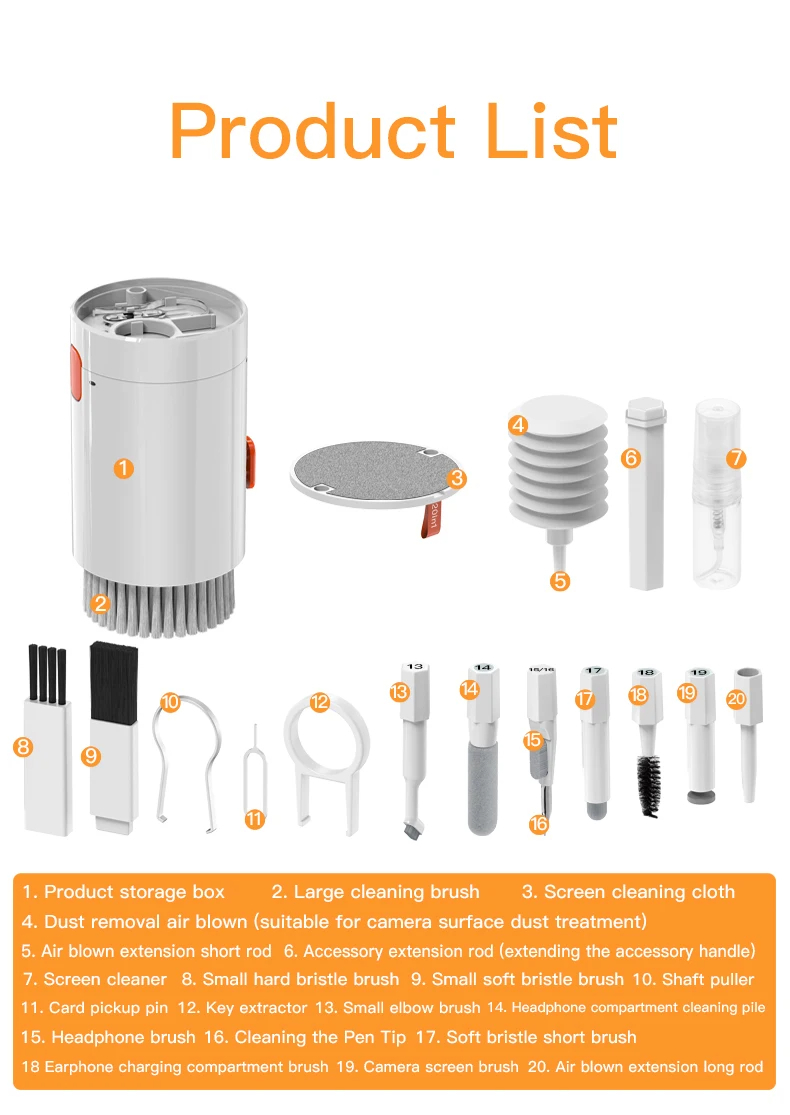 Product List
1
2
3
20in1
4
5
6
7
8
9
10
11
12
13
13
14
14
15/16
15
16
17
17
18
18
19
19
20
1. Product storage box 2. Large cleaning brush 3. Screen cleaning cloth
4. Dust removal air blown (suitable for camera surface dust treatment)
5. Air blown extension short rod 6. Accessory extension rod (extending the accessory handle)
7. Screen cleaner 8. Small hard bristle brush 9. Small soft bristle brush 10. Shaft puller
11. Card pickup pin 12. Key extractor 13. Small elbow brush 14. Headphone compartment cleaning pile
15. Headphone brush 16. Cleaning the Pen Tip 17. Soft bristle short brush
18 Earphone charging compartment brush 19. Camera screen brush 20. Air blown extension long rod